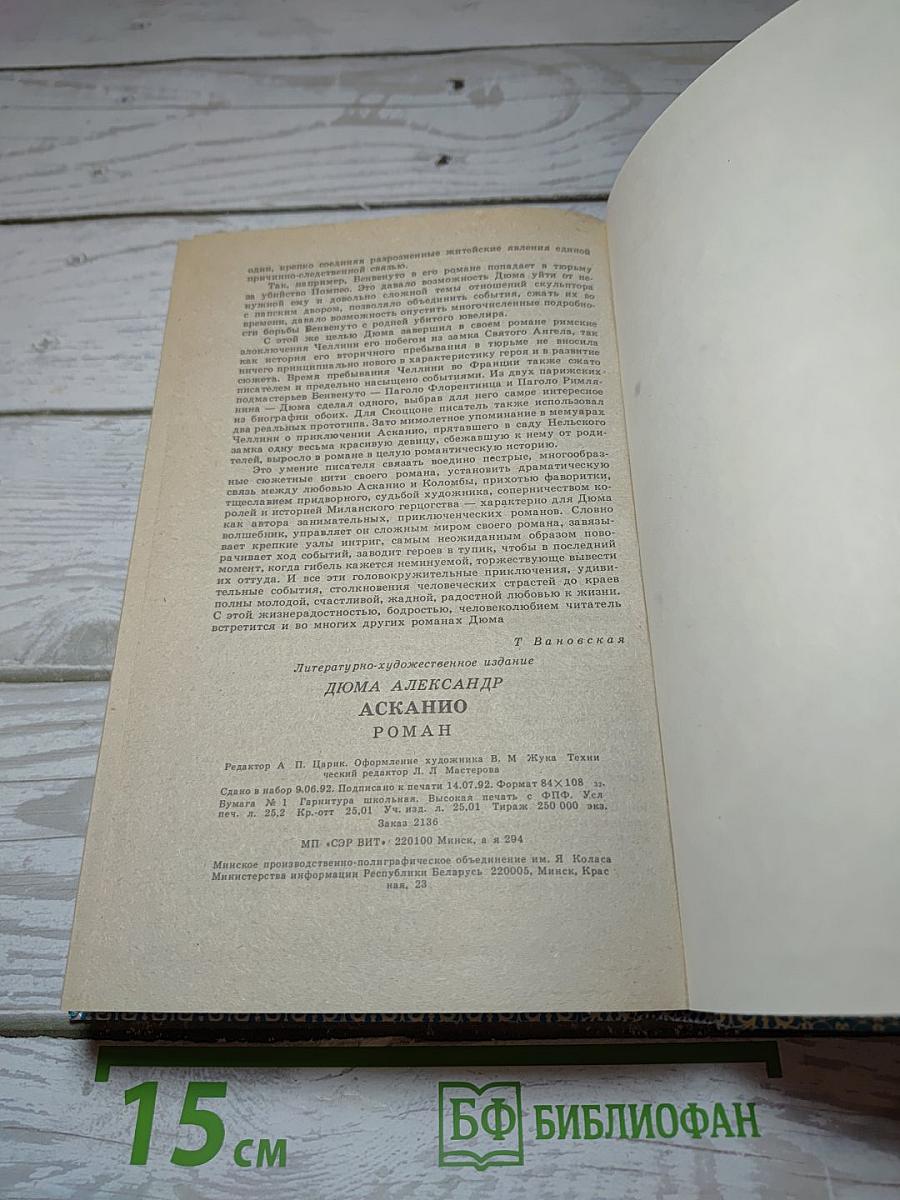 один, крепко соединяя разрозненные житейские явления единой
причинно-следственной связью.
Так, например, Бенвенуто в его романе попадает в тюрьму
за убийство Помпео. Это давало возможность Дюма уйти от не-
нужной ему и довольно сложной темы отношений скульптора
с папским двором, позволяло объединить события, сжать их во
времени, давало возможность опустить многочисленные подробно-
сти борьбы Бенвенуто с родней убитого ювелира.
С этой же целью Дюма завершил в своем романе римские
злоключения Челлини его побегом из замка Святого Ангела, так
как история его вторичного пребывания в тюрьме не вносила
ничего принципиально нового в характеристику героя и в развитие
сюжета. Время пребывания Челлини во Франции также сжато
писателем и предельно насыщено событиями. Из двух парижских
подмастерьев Бенвенуто — Паголо Флорентинца и Паголо Римля-
нина — Дюма сделал одного, выбрав для него самое интересное
из биографии обоих. Для Скоццоне писатель также использовал
два реальных прототипа. Зато мимолетное упоминание в мемуарах
Челлини о приключении Асканио, прятавшего в саду Нельского
замка одну весьма красивую девицу, сбежавшую к нему от роди-
телей, выросло в романе в целую романтическую историю.
Это умение писателя связать воедино пестрые, многообраз-
ные сюжетные нити своего романа, установить драматическую
связь между любовью Асканио и Коломбы, прихотью фаворитки,
тщеславием придворного, судьбой художника, соперничеством ко-
ролей и историей Миланского герцогства — характерно для Дюма
как автора занимательных, приключенческих романов. Словно
волшебник, управляет он сложным миром своего романа, завязы-
вает крепкие узлы интриг, самым неожиданным образом пово-
рачивает ход событий, заводит героев в тупик, чтобы в последний
момент, когда гибель кажется неминуемой, торжествующе вывести
их оттуда. И все эти головокружительные приключения, удиви-
тельные события, столкновения человеческих страстей до краев
полны молодой, счастливой, жадной, радостной любовью к жизни.
С этой жизнерадостностью, бодростью, человеколюбием читатель
встретится и во многих других романах Дюма
Т Вановская
Литературно-художественное издание
ДЮМА АЛЕКСАНДР
АСКАНИО
РОМАН
Редактор А П. Царик. Оформление художника В. М Жука Техни
ческий редактор Л. Л Мастерова
Сдано в набор 9.06.92. Подписано к печати 14.07.92. Формат 84×108 32.
Бумага № 1 Гарнитура школьная. Высокая печать с ФПФ. Усл
печ. л. 25,2 Кр.-отт 25,01 Уч. изд. л. 25,01 Тираж 250 000 экз.
Заказ 2136
МП «СЭР ВИТ» 220100 Минск, а я 294
Минское производственно-полиграфическое объединение им. Я Коласа
Министерства информации Республики Беларусь 220005, Минск, Крас
ная, 23
15 см
БФ БИБЛИОФАН